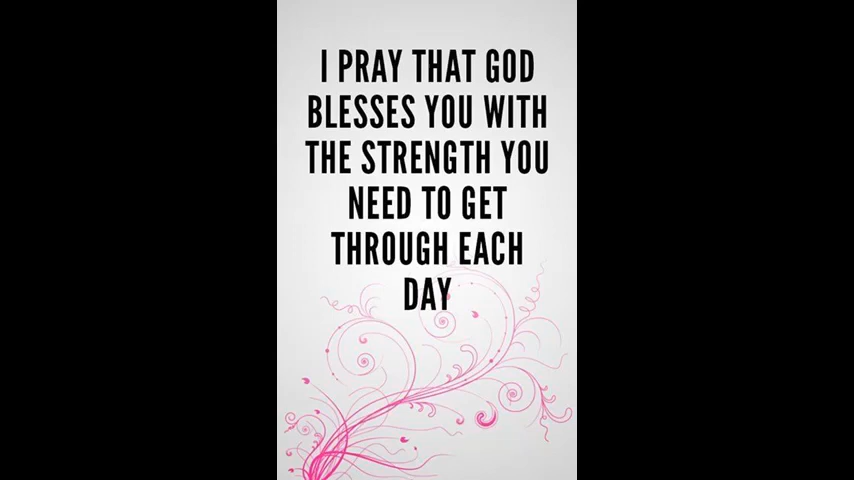 I PRAY THAT GOD
BLESSES YOU WITH
THE STRENGTH YOU
NEED TO GET
THROUGH EACH
DAY